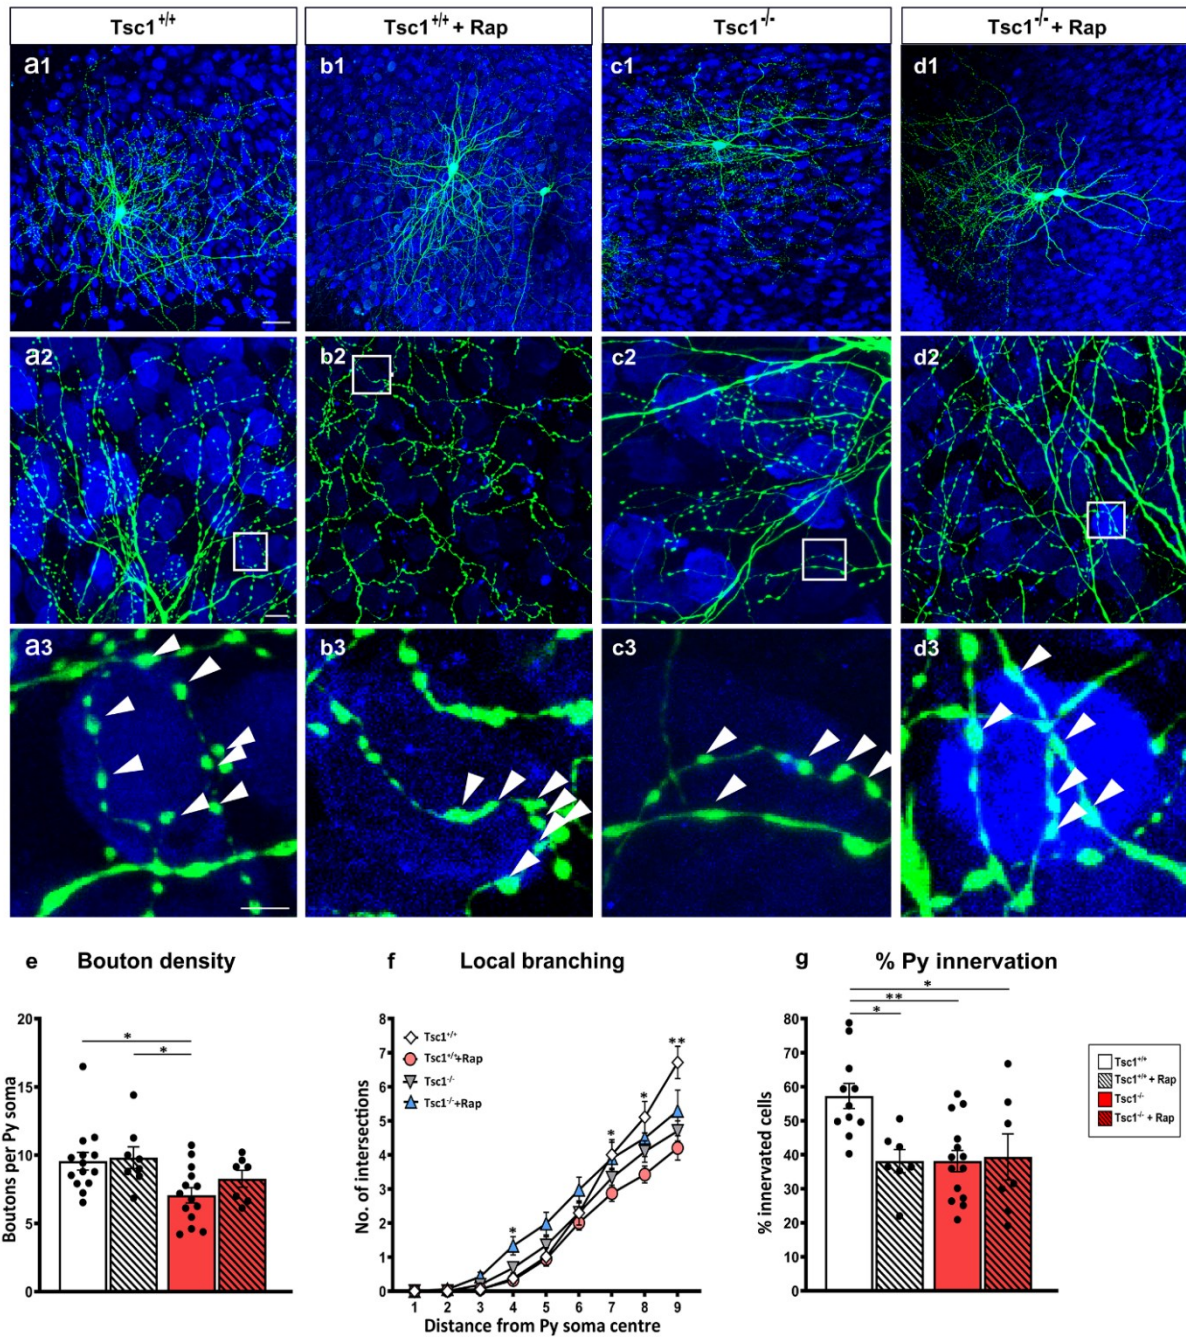 Tsc1+/+ Tsc1+/+ + Rap Tsc1-/- Tsc1-/- + Rap
a1 b1 c1 d1
a2 b2 c2 d2
a3 b3 c3 d3
e Bouton density
Boutons per Py soma
20
15
10
5
0
*
*
f Local branching
No. of intersections
8
7
6
5
4
3
2
1
0
Tsc1+/+
Tsc1+/+ +Rap
Tsc1-/-
Tsc1-/- +Rap
* * * **
1 2 3 4 5 6 7 8 9
Distance from Py soma centre
g % Py innervation
% innervated cells
80
70
60
50
40
30
20
10
0
*
**
*
Tsc1+/+
Tsc1+/+ + Rap
Tsc1-/-
Tsc1-/- + Rap